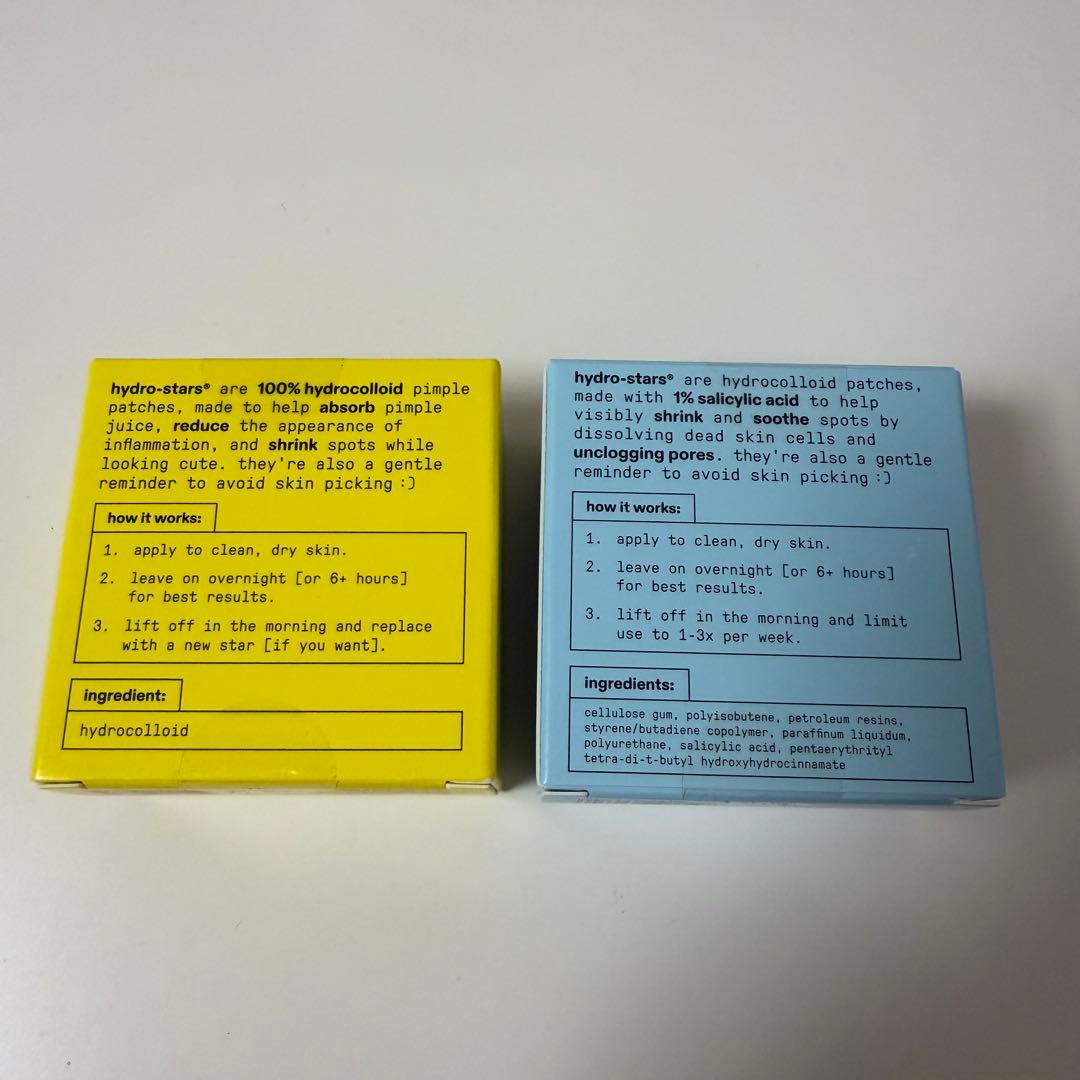 hydro-stars® are 100% hydrocolloid pimple
patches, made to help absorb pimple
juice, reduce the appearance of
inflammation, and shrink spots while
looking cute. they're also a gentle
reminder to avoid skin picking :)
how it works:
1. apply to clean, dry skin.
2. leave on overnight [or 6+ hours]
for best results.
3. lift off in the morning and replace
with a new star [if you want].
ingredient:
hydrocolloid
hydro-stars® are hydrocolloid patches,
made with 1% salicylic acid to help
visibly shrink and soothe spots by
dissolving dead skin cells and
unclogging pores. they're also a gentle
reminder to avoid skin picking :)
how it works:
1. apply to clean, dry skin.
2. leave on overnight [or 6+ hours]
for best results.
3. lift off in the morning and limit
use to 1-3x per week.
ingredients:
cellulose gum, polyisobutene, petroleum resins,
styrene/butadiene copolymer, paraffinum liquidum,
polyurethane, salicylic acid, pentaerythrityl
tetra-di-t-butyl hydroxyhydrocinnamate